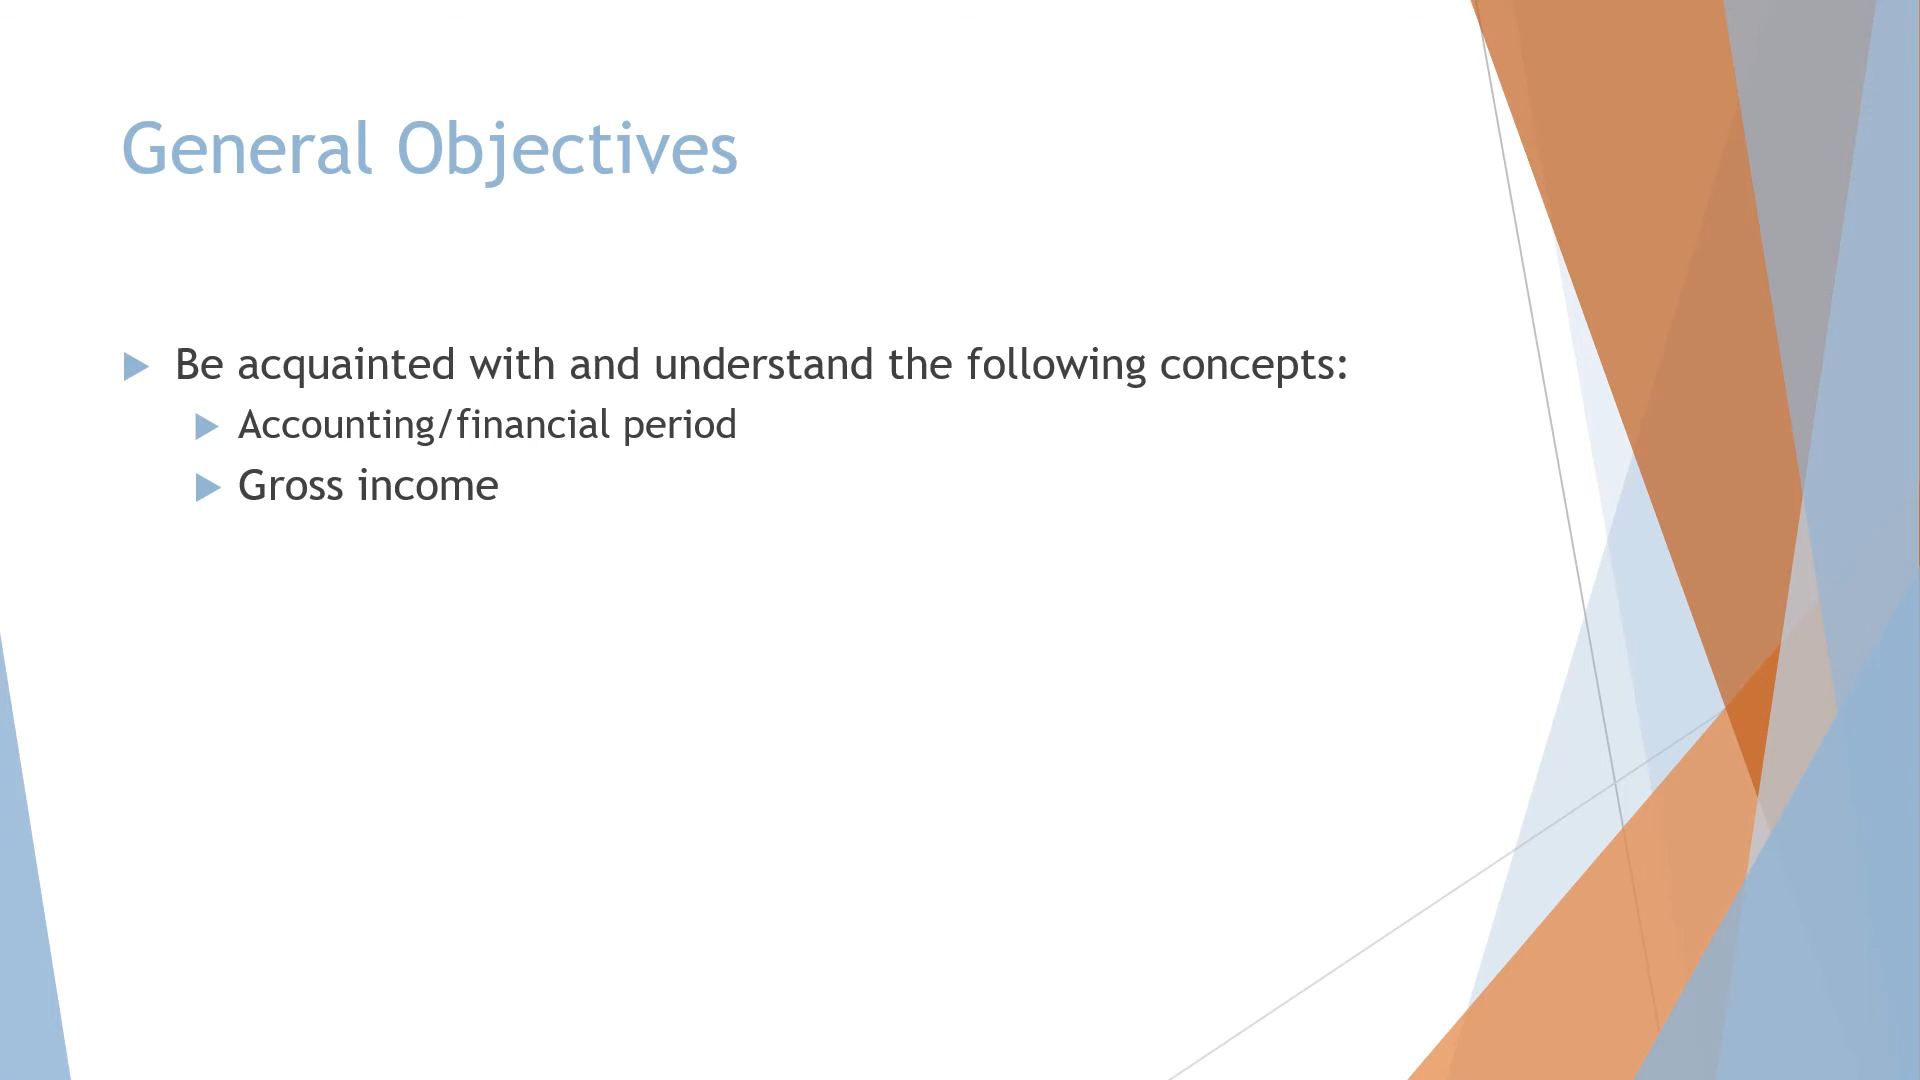 General Objectives
Be acquainted with and understand the following concepts:
Accounting/financial period
Gross income